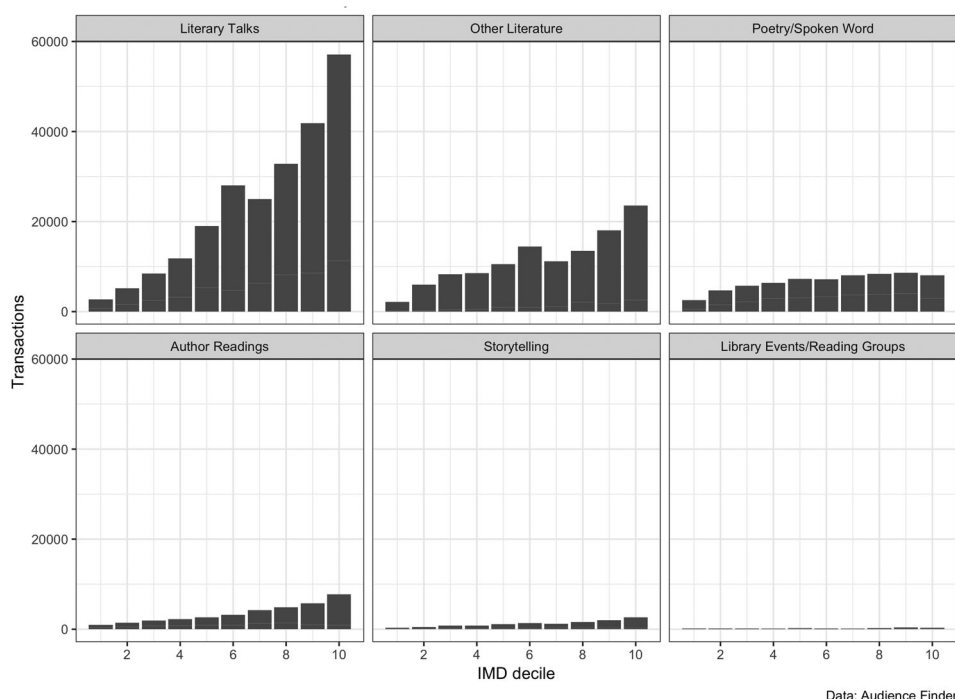 Literary Talks
Other Literature
Poetry/Spoken Word
60000
40000
20000
0
Author Readings
Storytelling
Library Events/Reading Groups
60000
40000
20000
0
Transactions
2 4 6 8 10
2 4 6 8 10
2 4 6 8 10
IMD decile
Data: Audience Finder